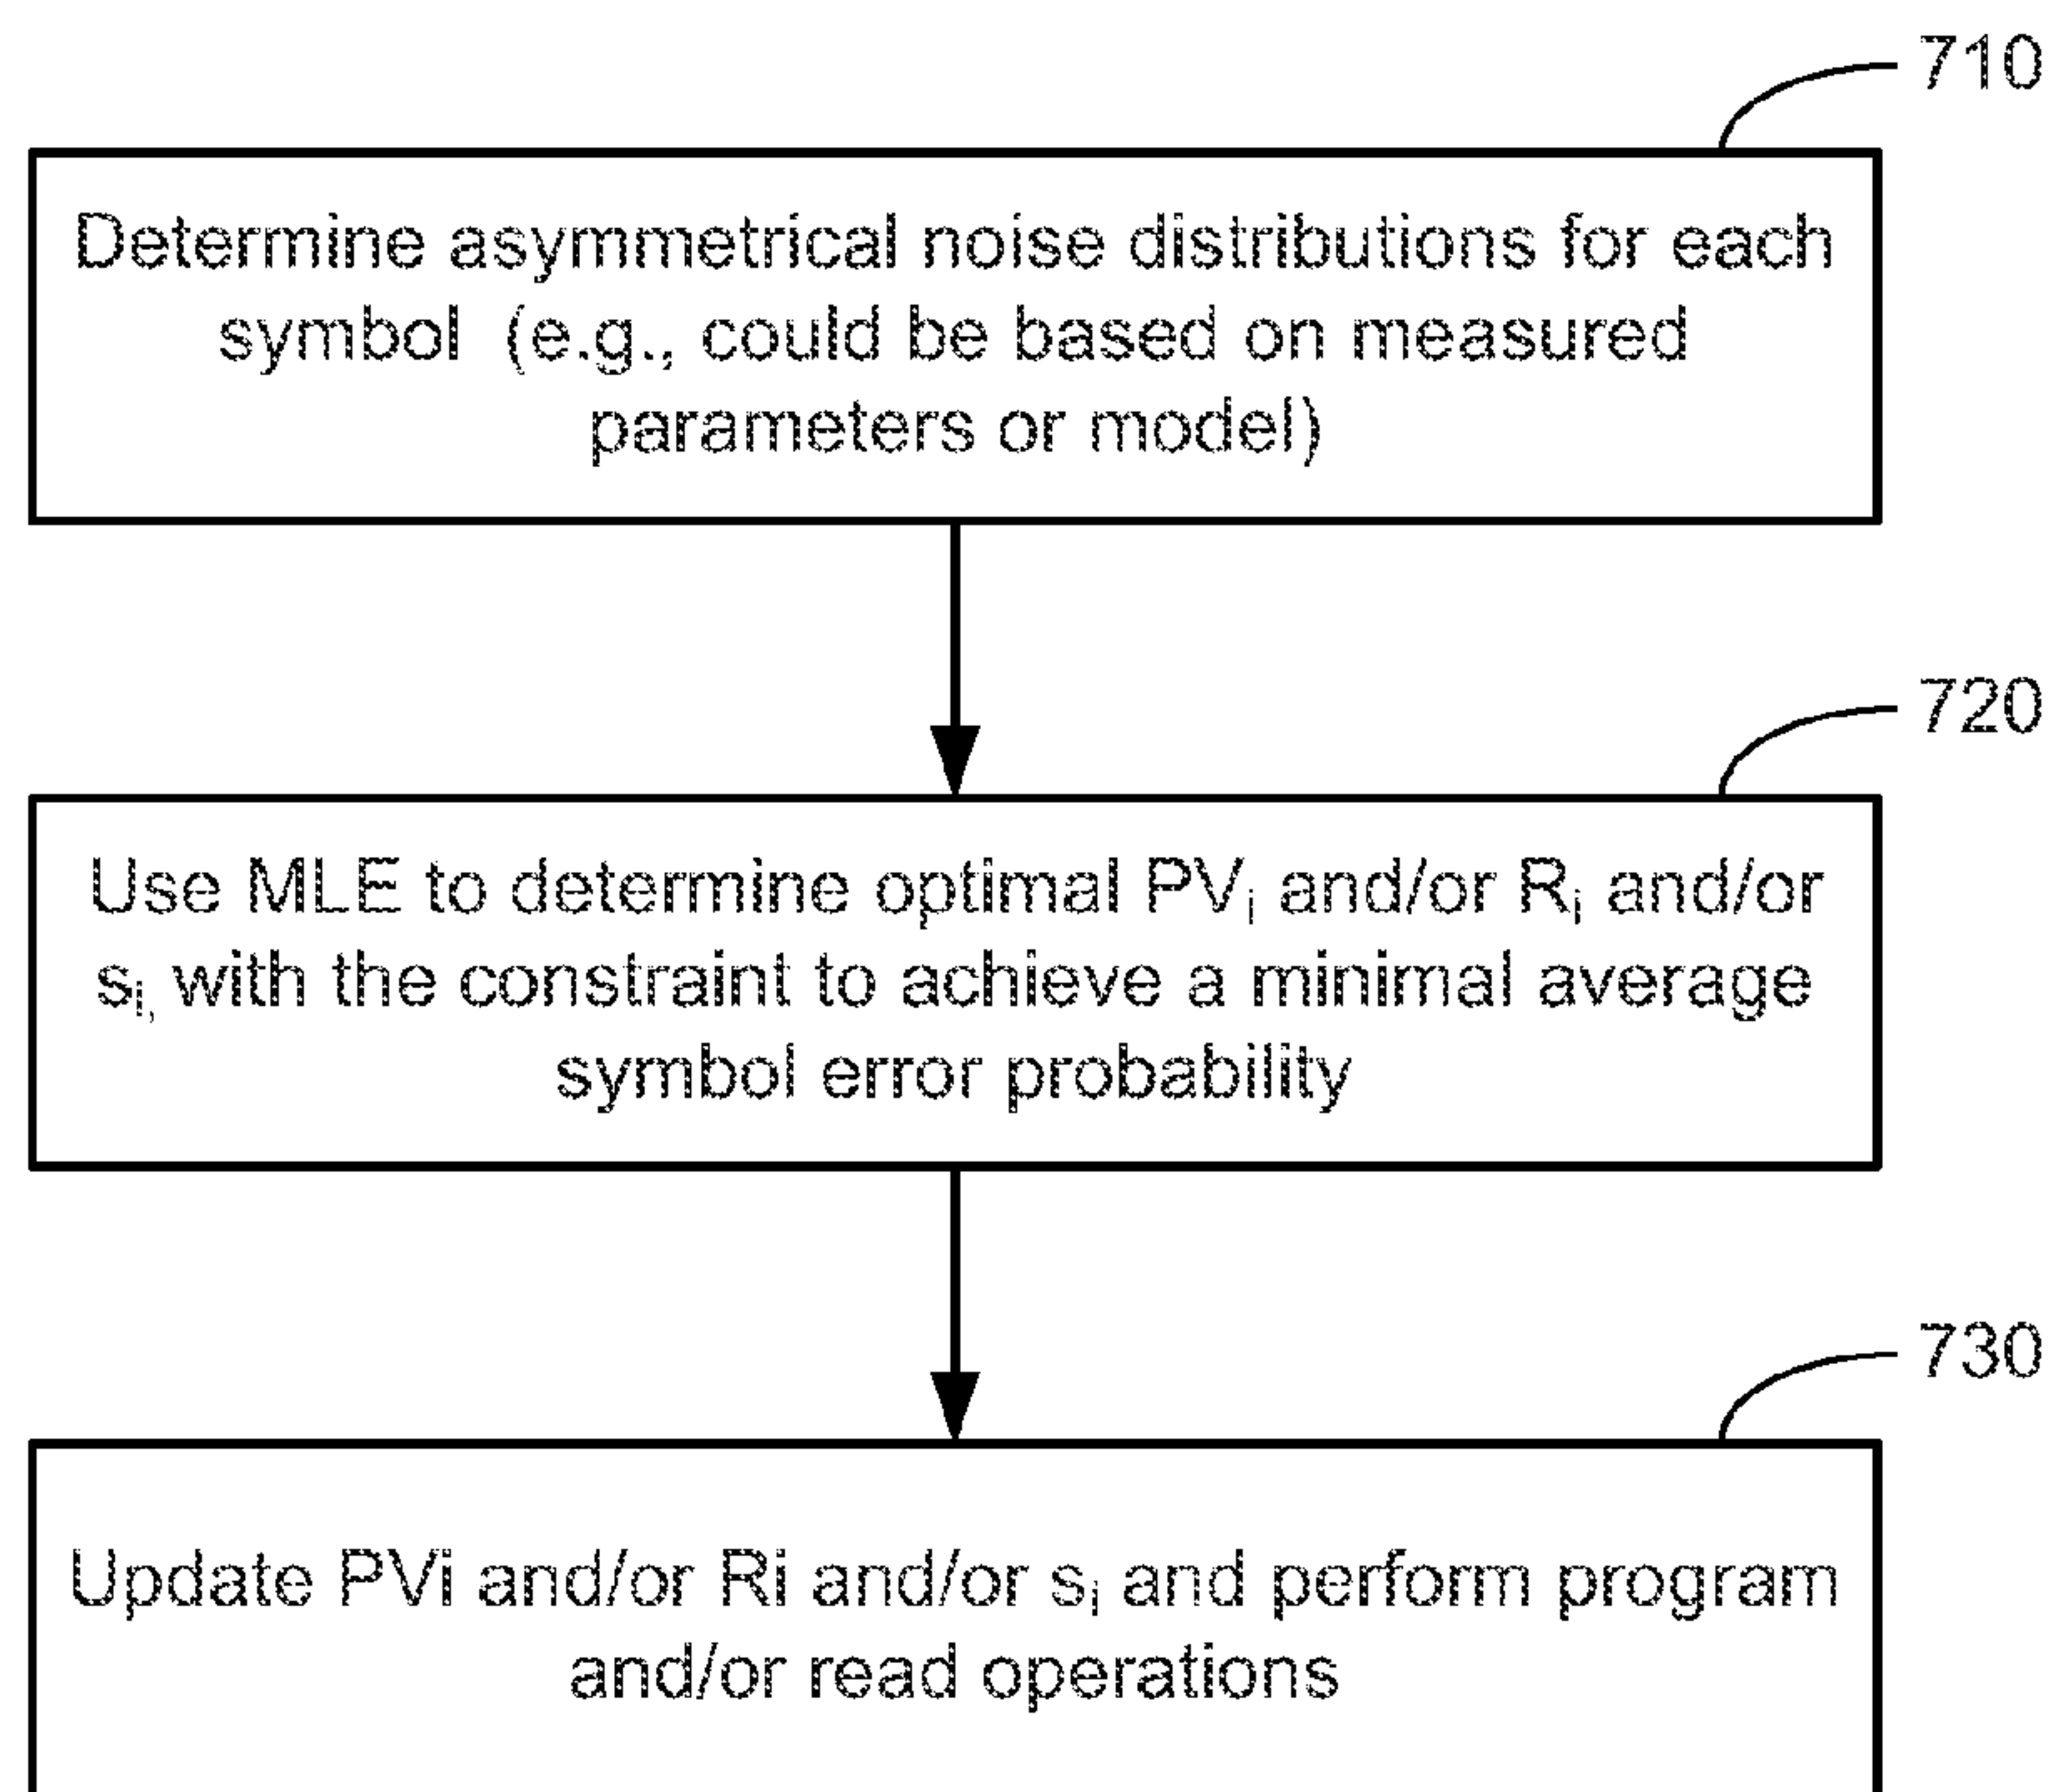 710
Determine asymmetrical noise distributions for each
symbol (e.g., could be based on measured
parameters or model)
720
Use MLE to determine optimal PVᵢ and/or Rᵢ and/or
sᵢ, with the constraint to achieve a minimal average
symbol error probability
730
Update PVi and/or Ri and/or sᵢ and perform program
and/or read operations